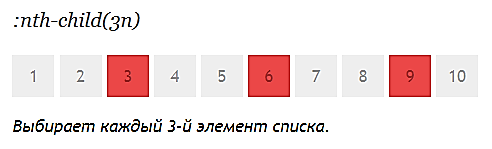 :nth-child(3n)
1 2 3 4 5 6 7 8 9 10
Выбирает каждый 3-й элемент списка.